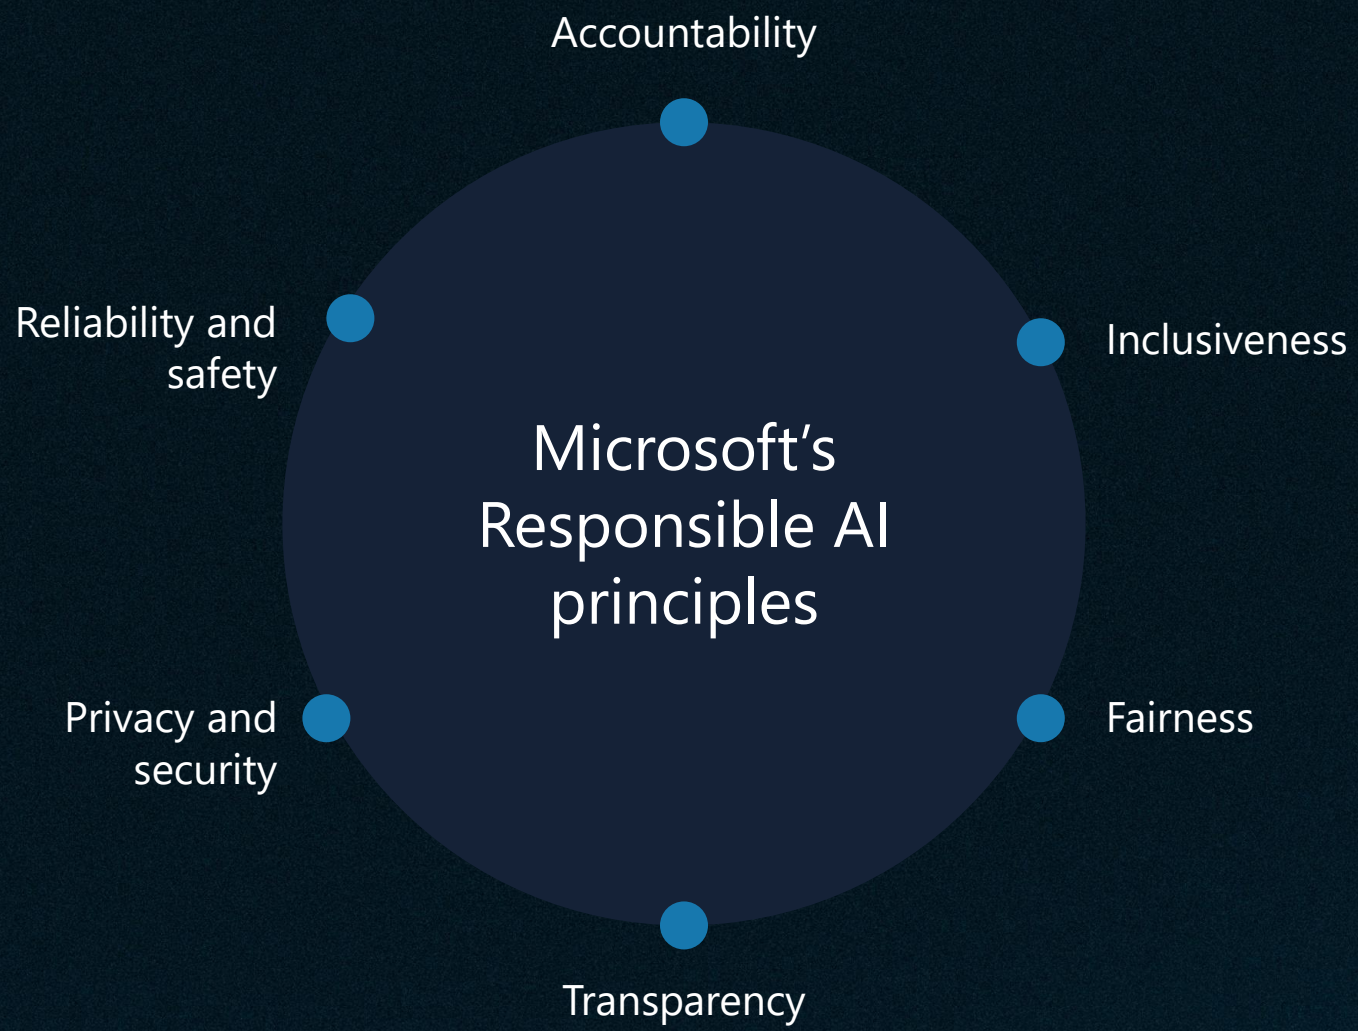 Accountability
Reliability and
safety
Inclusiveness
Microsoft’s
Responsible AI
principles
Privacy and
security
Fairness
Transparency